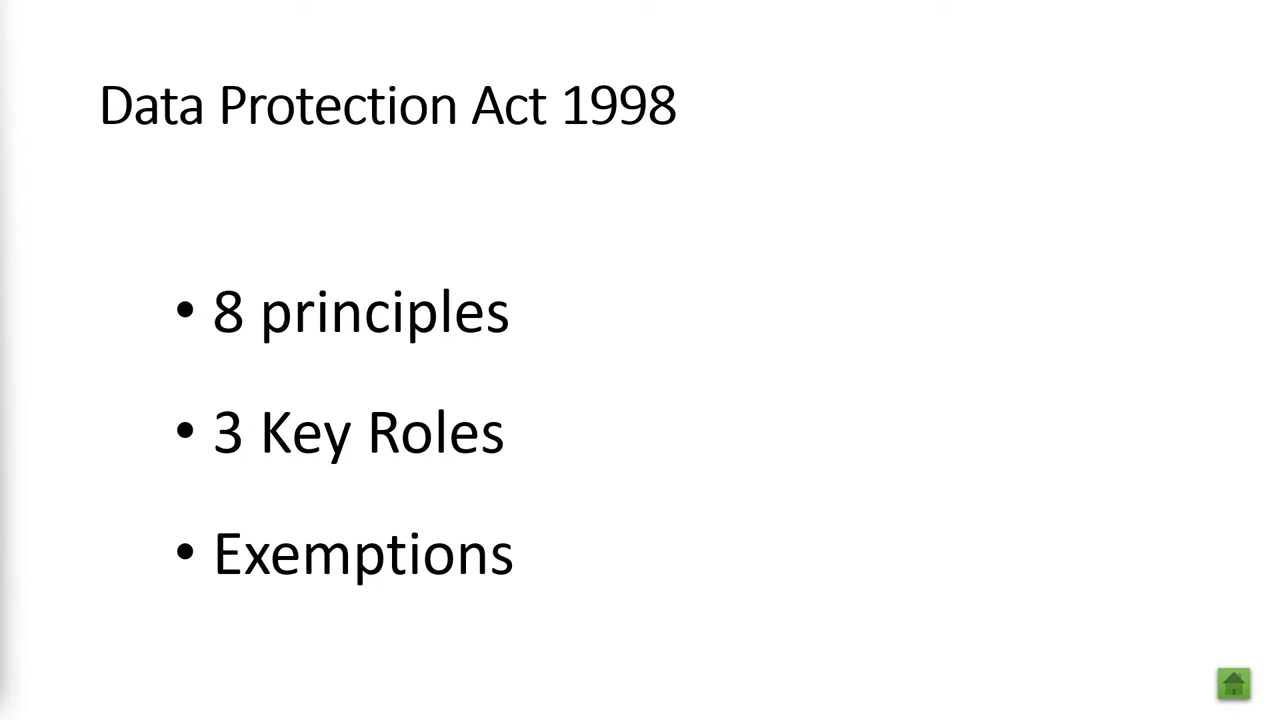 Data Protection Act 1998
• 8 principles
• 3 Key Roles
• Exemptions